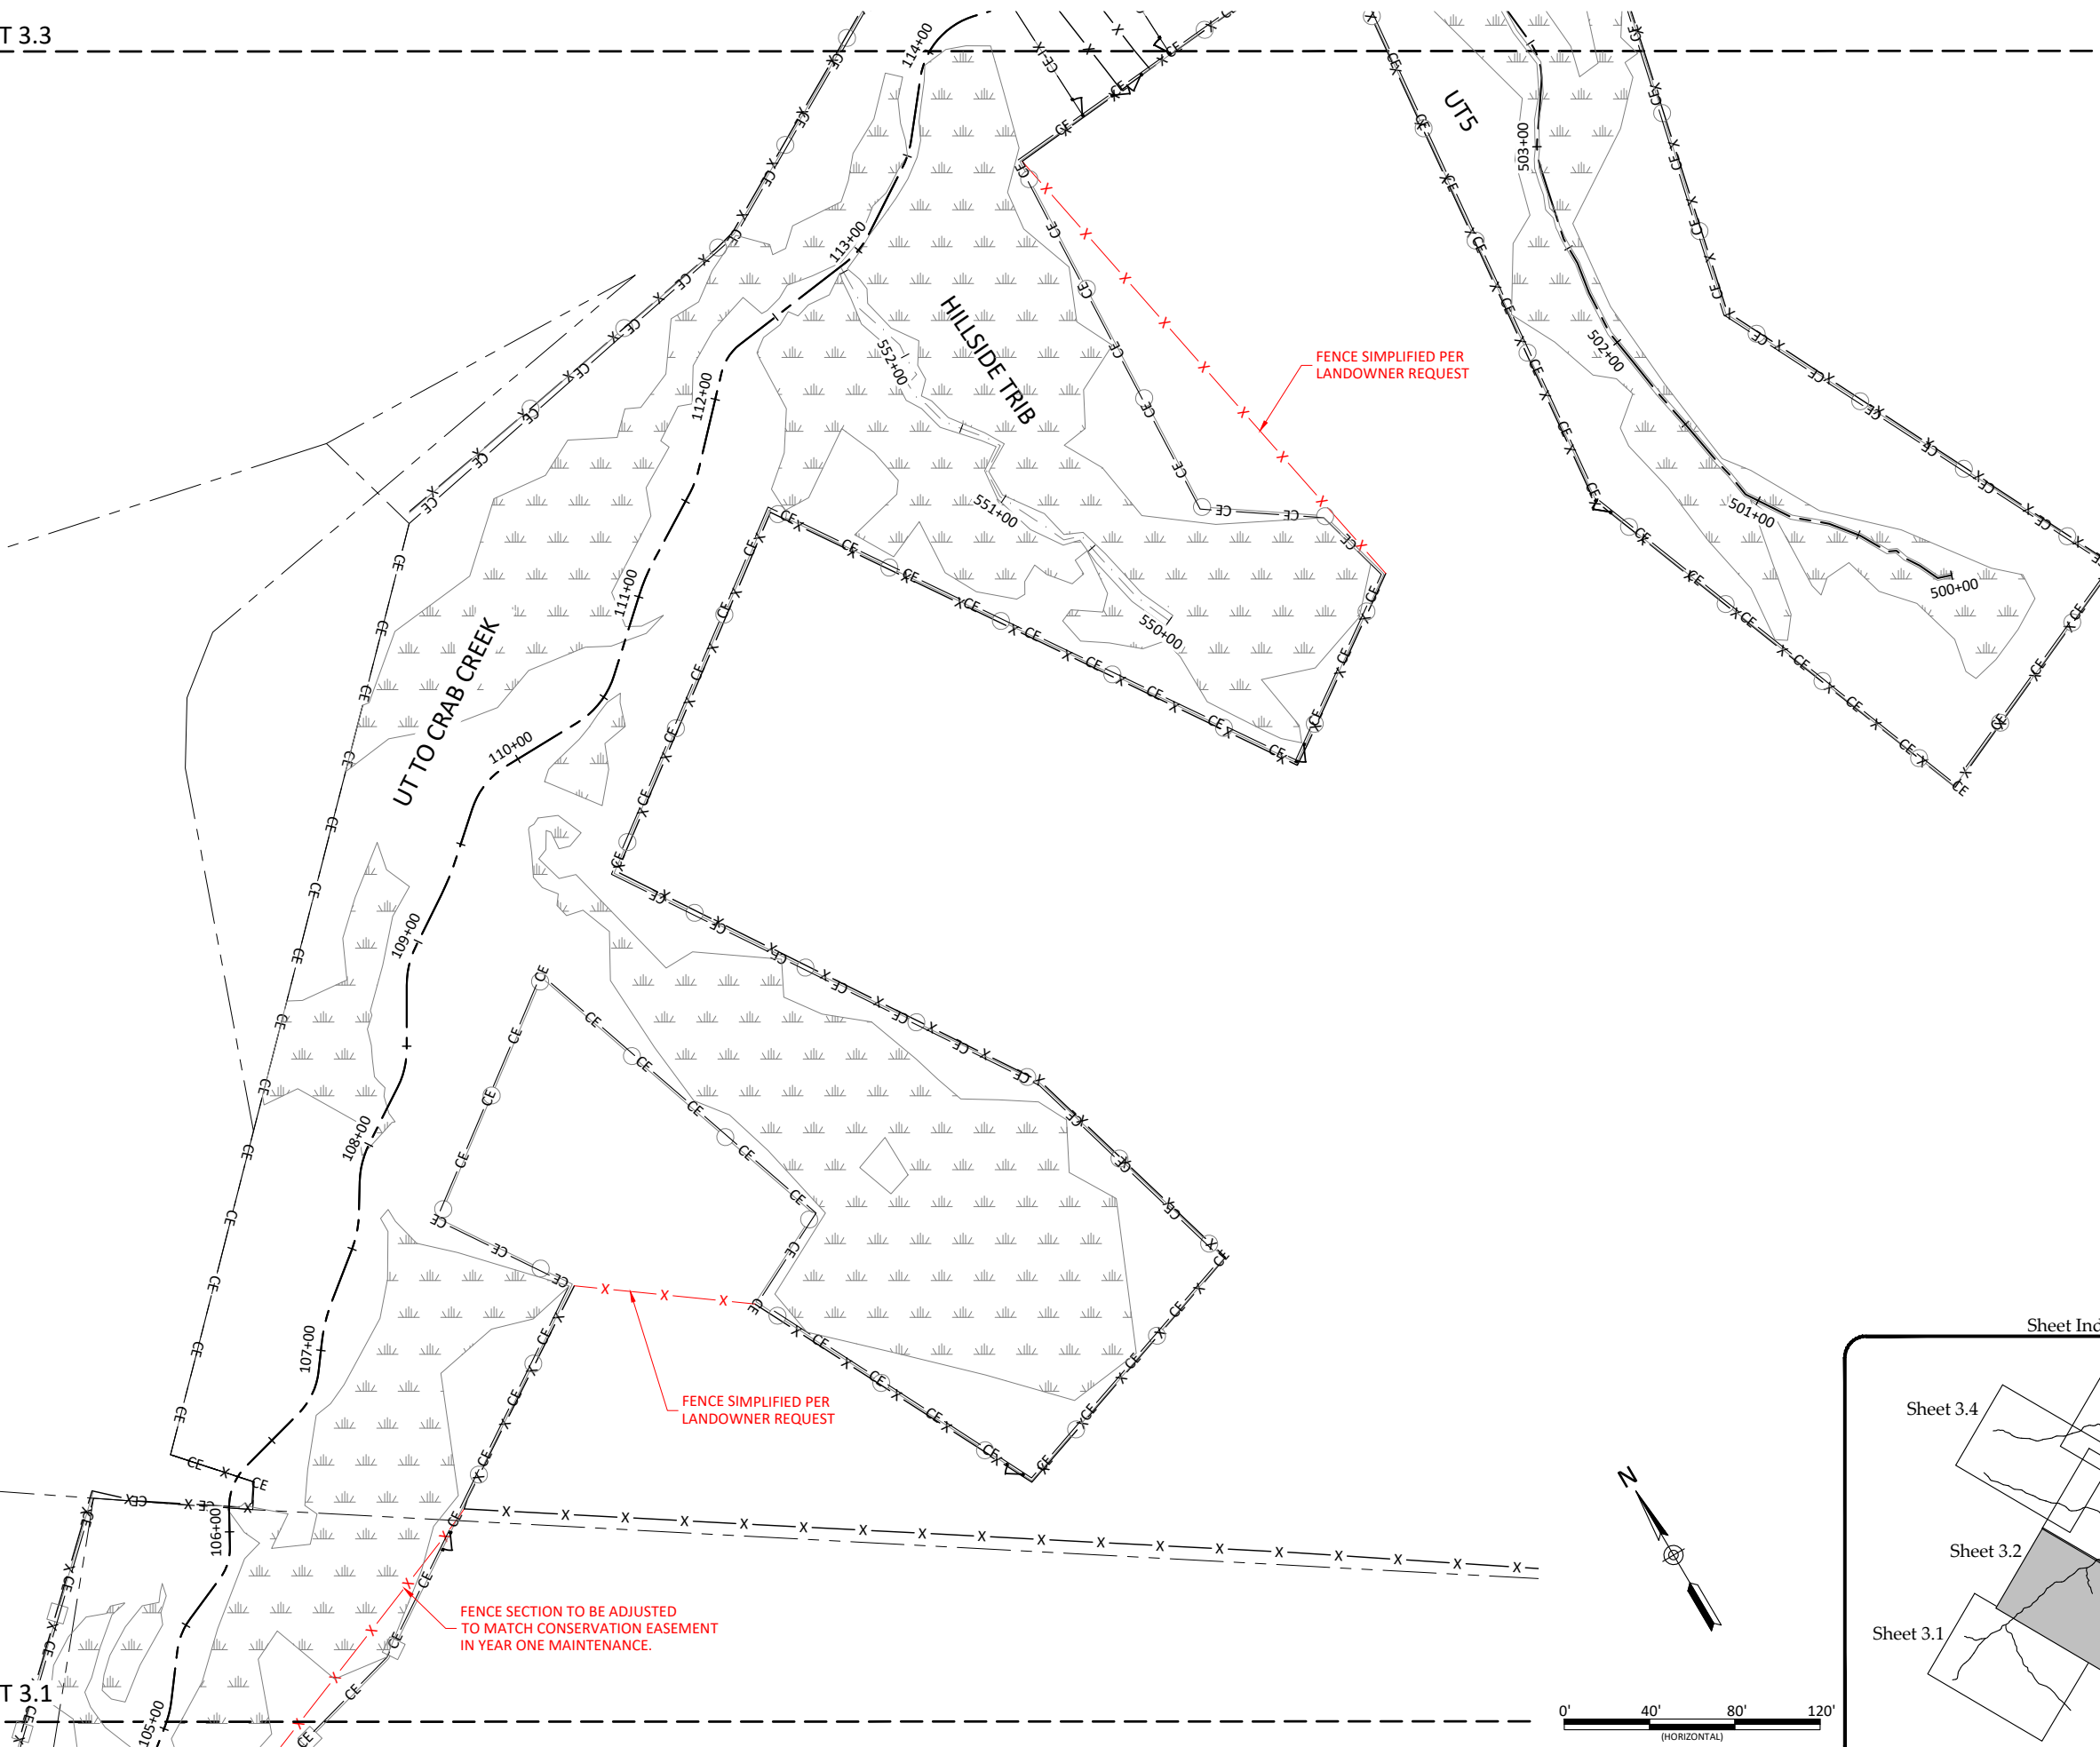 T 3.3
114+00
UT5
503+00
113+00
HILLSIDE TRIB
552+00
502+00
FENCE SIMPLIFIED PER
LANDOWNER REQUEST
112+00
551+00
501+00
111+00
500+00
550+00
UT TO CRAB CREEK
110+00
109+00
108+00
107+00
FENCE SIMPLIFIED PER
LANDOWNER REQUEST
106+00
FENCE SECTION TO BE ADJUSTED
TO MATCH CONSERVATION EASEMENT
IN YEAR ONE MAINTENANCE.
T 3.1
105+00
N
0' 40' 80' 120'
(HORIZONTAL)
Sheet Ind
Sheet 3.4
Sheet 3.2
Sheet 3.1